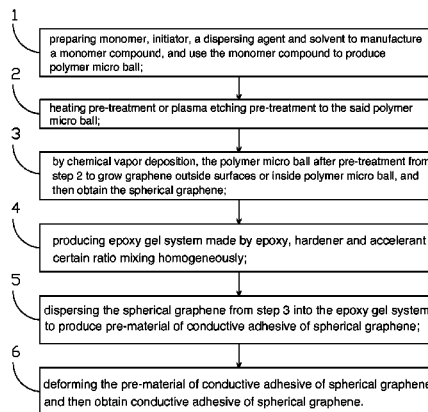 1
preparing monomer, initiator, a dispersing agent and solvent to manufacture
a monomer compound, and use the monomer compound to produce
polymer micro ball;
2
heating pre-treatment or plasma etching pre-treatment to the said polymer
micro ball;
3
by chemical vapor deposition, the polymer micro ball after pre-treatment from
step 2 to grow graphene outside surfaces or inside polymer micro ball, and
then obtain the spherical graphene;
4
producing epoxy gel system made by epoxy, hardener and accelerant
certain ratio mixing homogeneously;
5
dispersing the spherical graphene from step 3 into the epoxy gel system
to produce pre-material of conductive adhesive of spherical graphene;
6
deforming the pre-material of conductive adhesive of spherical graphene
and then obtain conductive adhesive of spherical graphene.